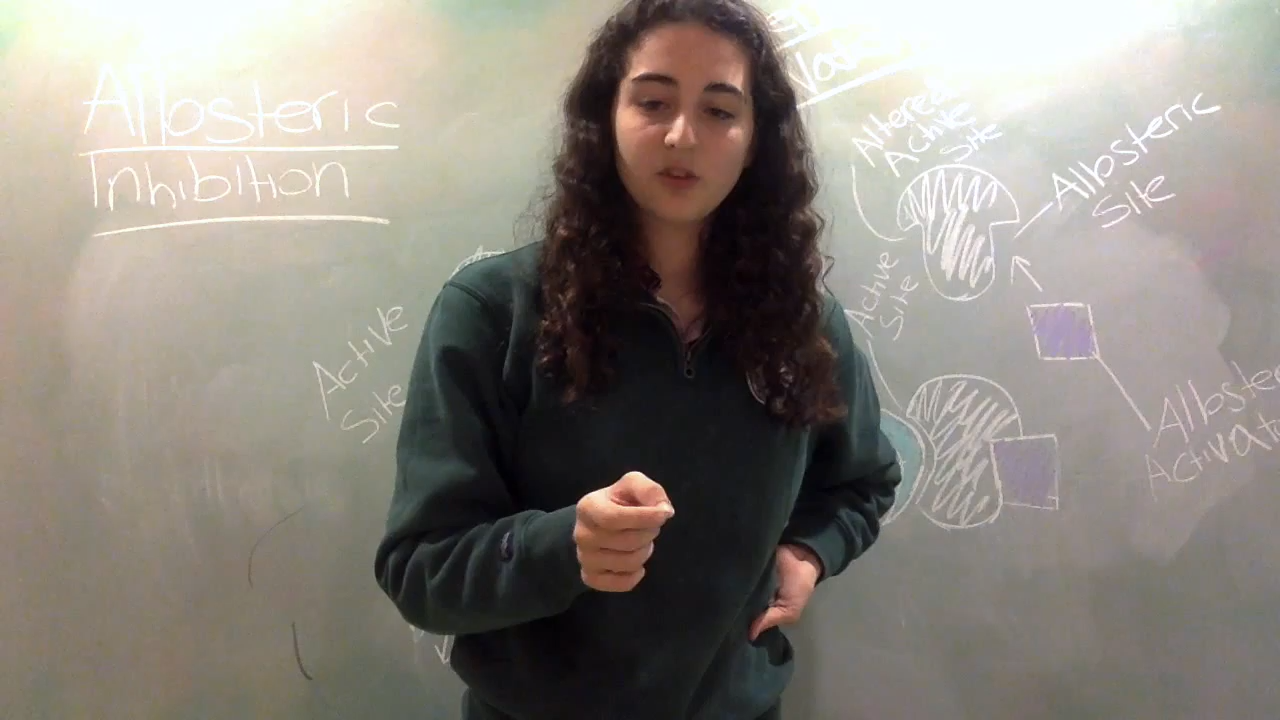 Allosteric
Inhibition
Active
Site
Altered
Active
Site
Allosteric
Site
Active
Site